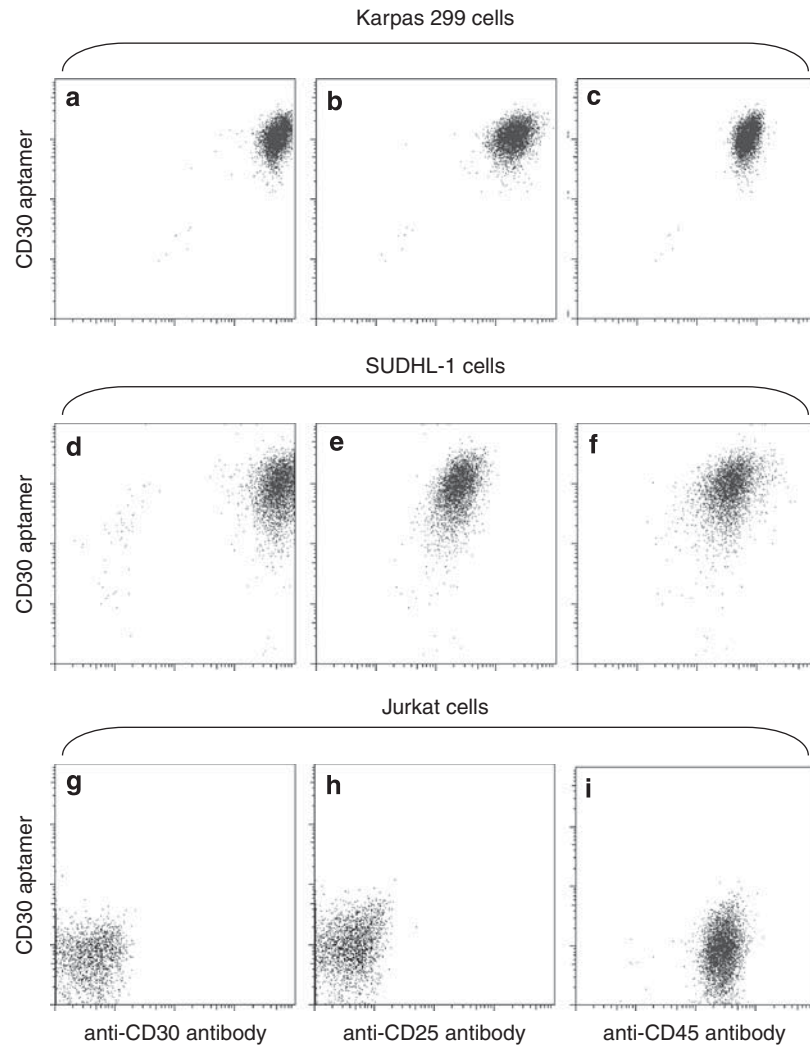 Karpas 299 cells
a
b
c
CD30 aptamer
SUDHL-1 cells
d
e
f
CD30 aptamer
Jurkat cells
g
h
i
CD30 aptamer
anti-CD30 antibody
anti-CD25 antibody
anti-CD45 antibody